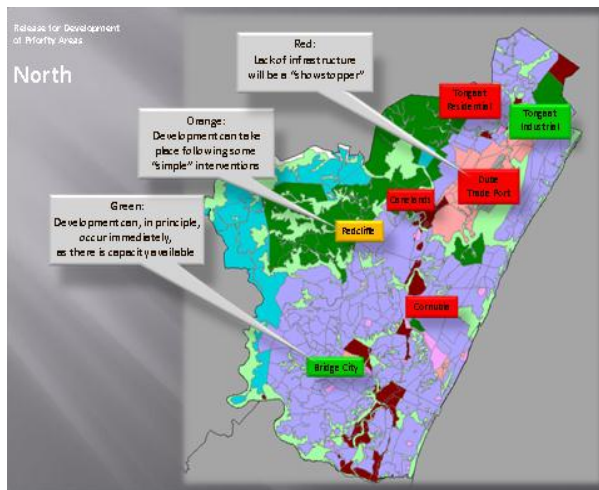 Release for Development
of Priority Areas
North
Red:
Lack of infrastructure
will be a "showstopper"
Orange:
Development can take
place following some
"simple" interventions
Green:
Development can, in principle,
occur immediately,
as there is capacity available
Tongaat
Residential
Tongaat
Industrial
Dube
Trade Port
Canelands
Redcliffe
Cornubia
Bridge City